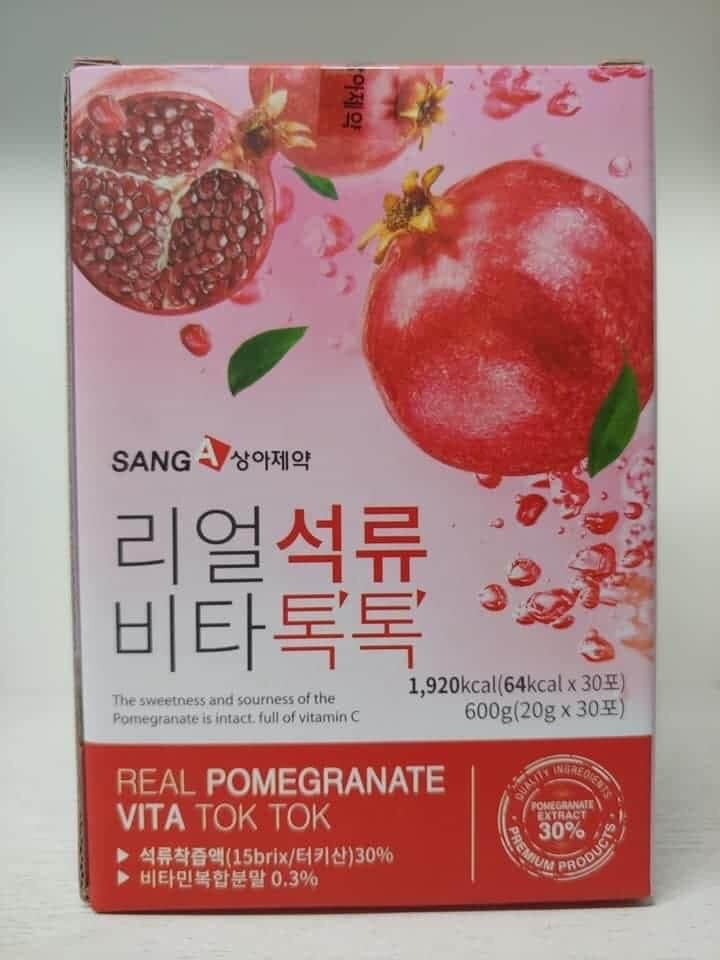 아제약
SANG A 상아제약
리얼석류
비타톡톡
1,920kcal(64kcal x 30포)
600g(20g x 30포)
The sweetness and sourness of the
Pomegranate is intact. full of vitamin C
REAL POMEGRANATE
VITA TOK TOK
▶ 석류착즙액(15brix/터키산)30%
▶ 비타민복합분말 0.3%
QUALITY INGREDIENTS
POMEGRANATE
EXTRACT
30%
PREMIUM PRODUCTS